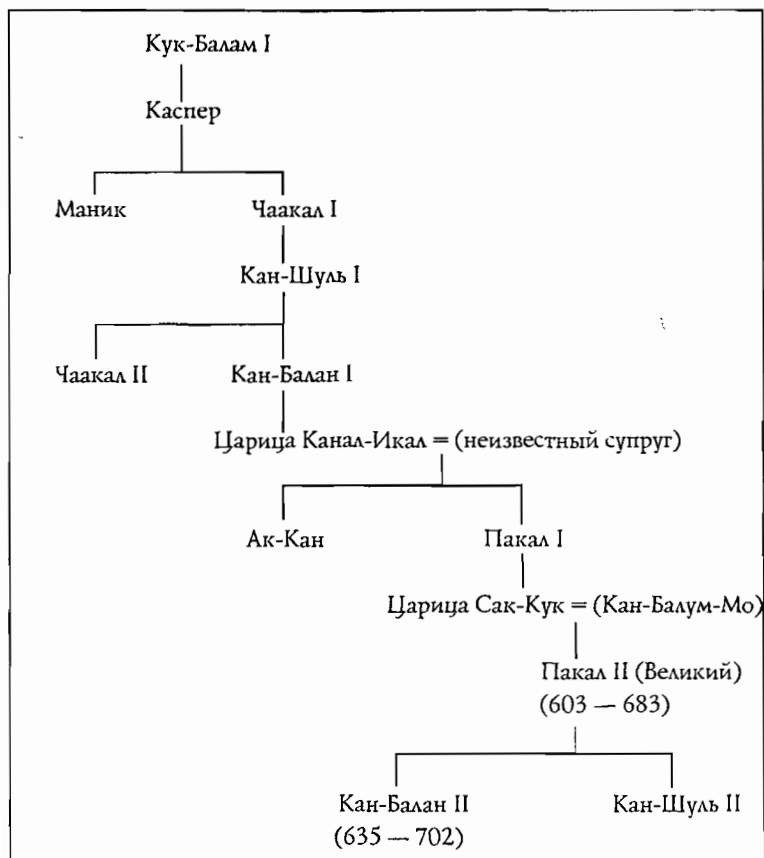 Кук-Балам I
Каспер
Маник Чаакал I
Кан-Шуль I
Чаакал II Кан-Балан I
Царица Канал-Икал = (неизвестный супруг)
Ак-Кан Пакал I
Царица Сак-Кук = (Кан-Балум-Мо)
Пакал II (Великий)
(603 — 683)
Кан-Балан II Кан-Шуль II
(635 — 702)